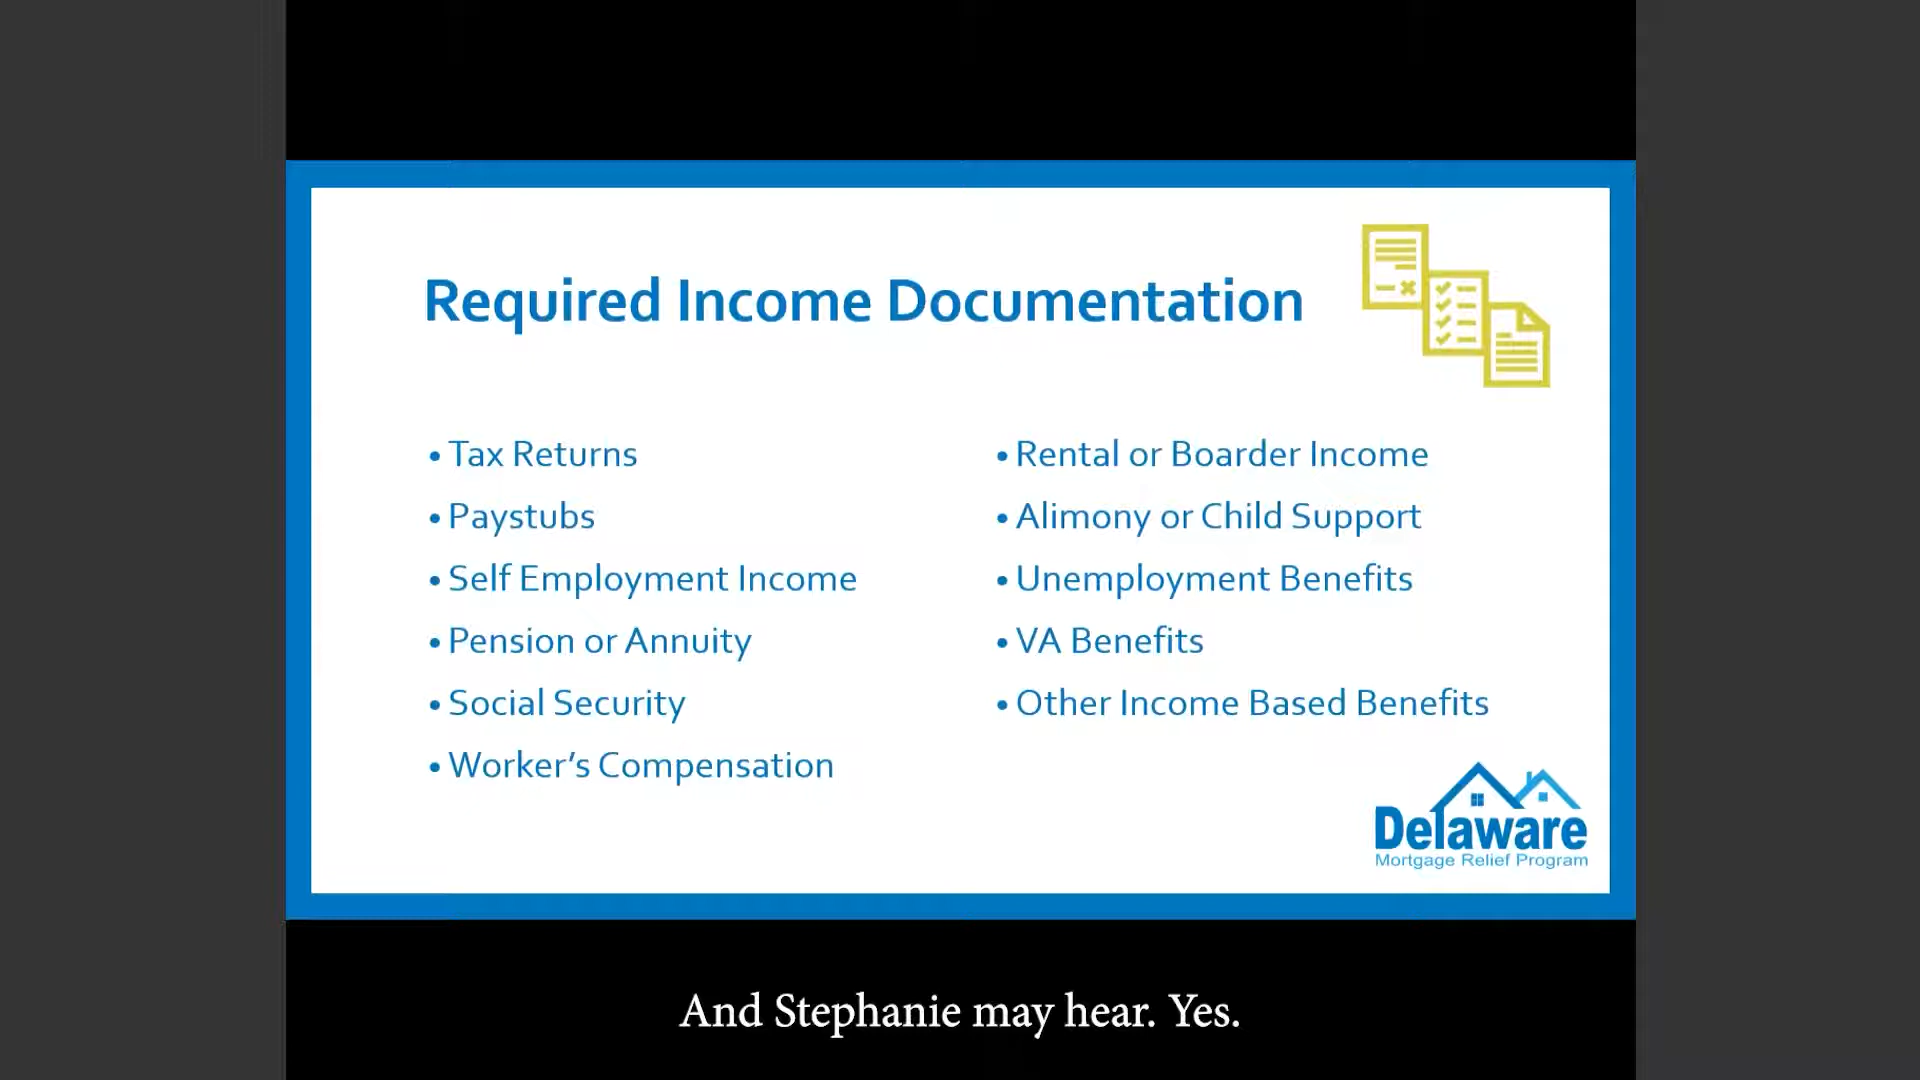 Required Income Documentation
• Tax Returns
• Paystubs
• Self Employment Income
• Pension or Annuity
• Social Security
• Worker’s Compensation
• Rental or Boarder Income
• Alimony or Child Support
• Unemployment Benefits
• VA Benefits
• Other Income Based Benefits
Delaware
Mortgage Relief Program
And Stephanie may hear. Yes.